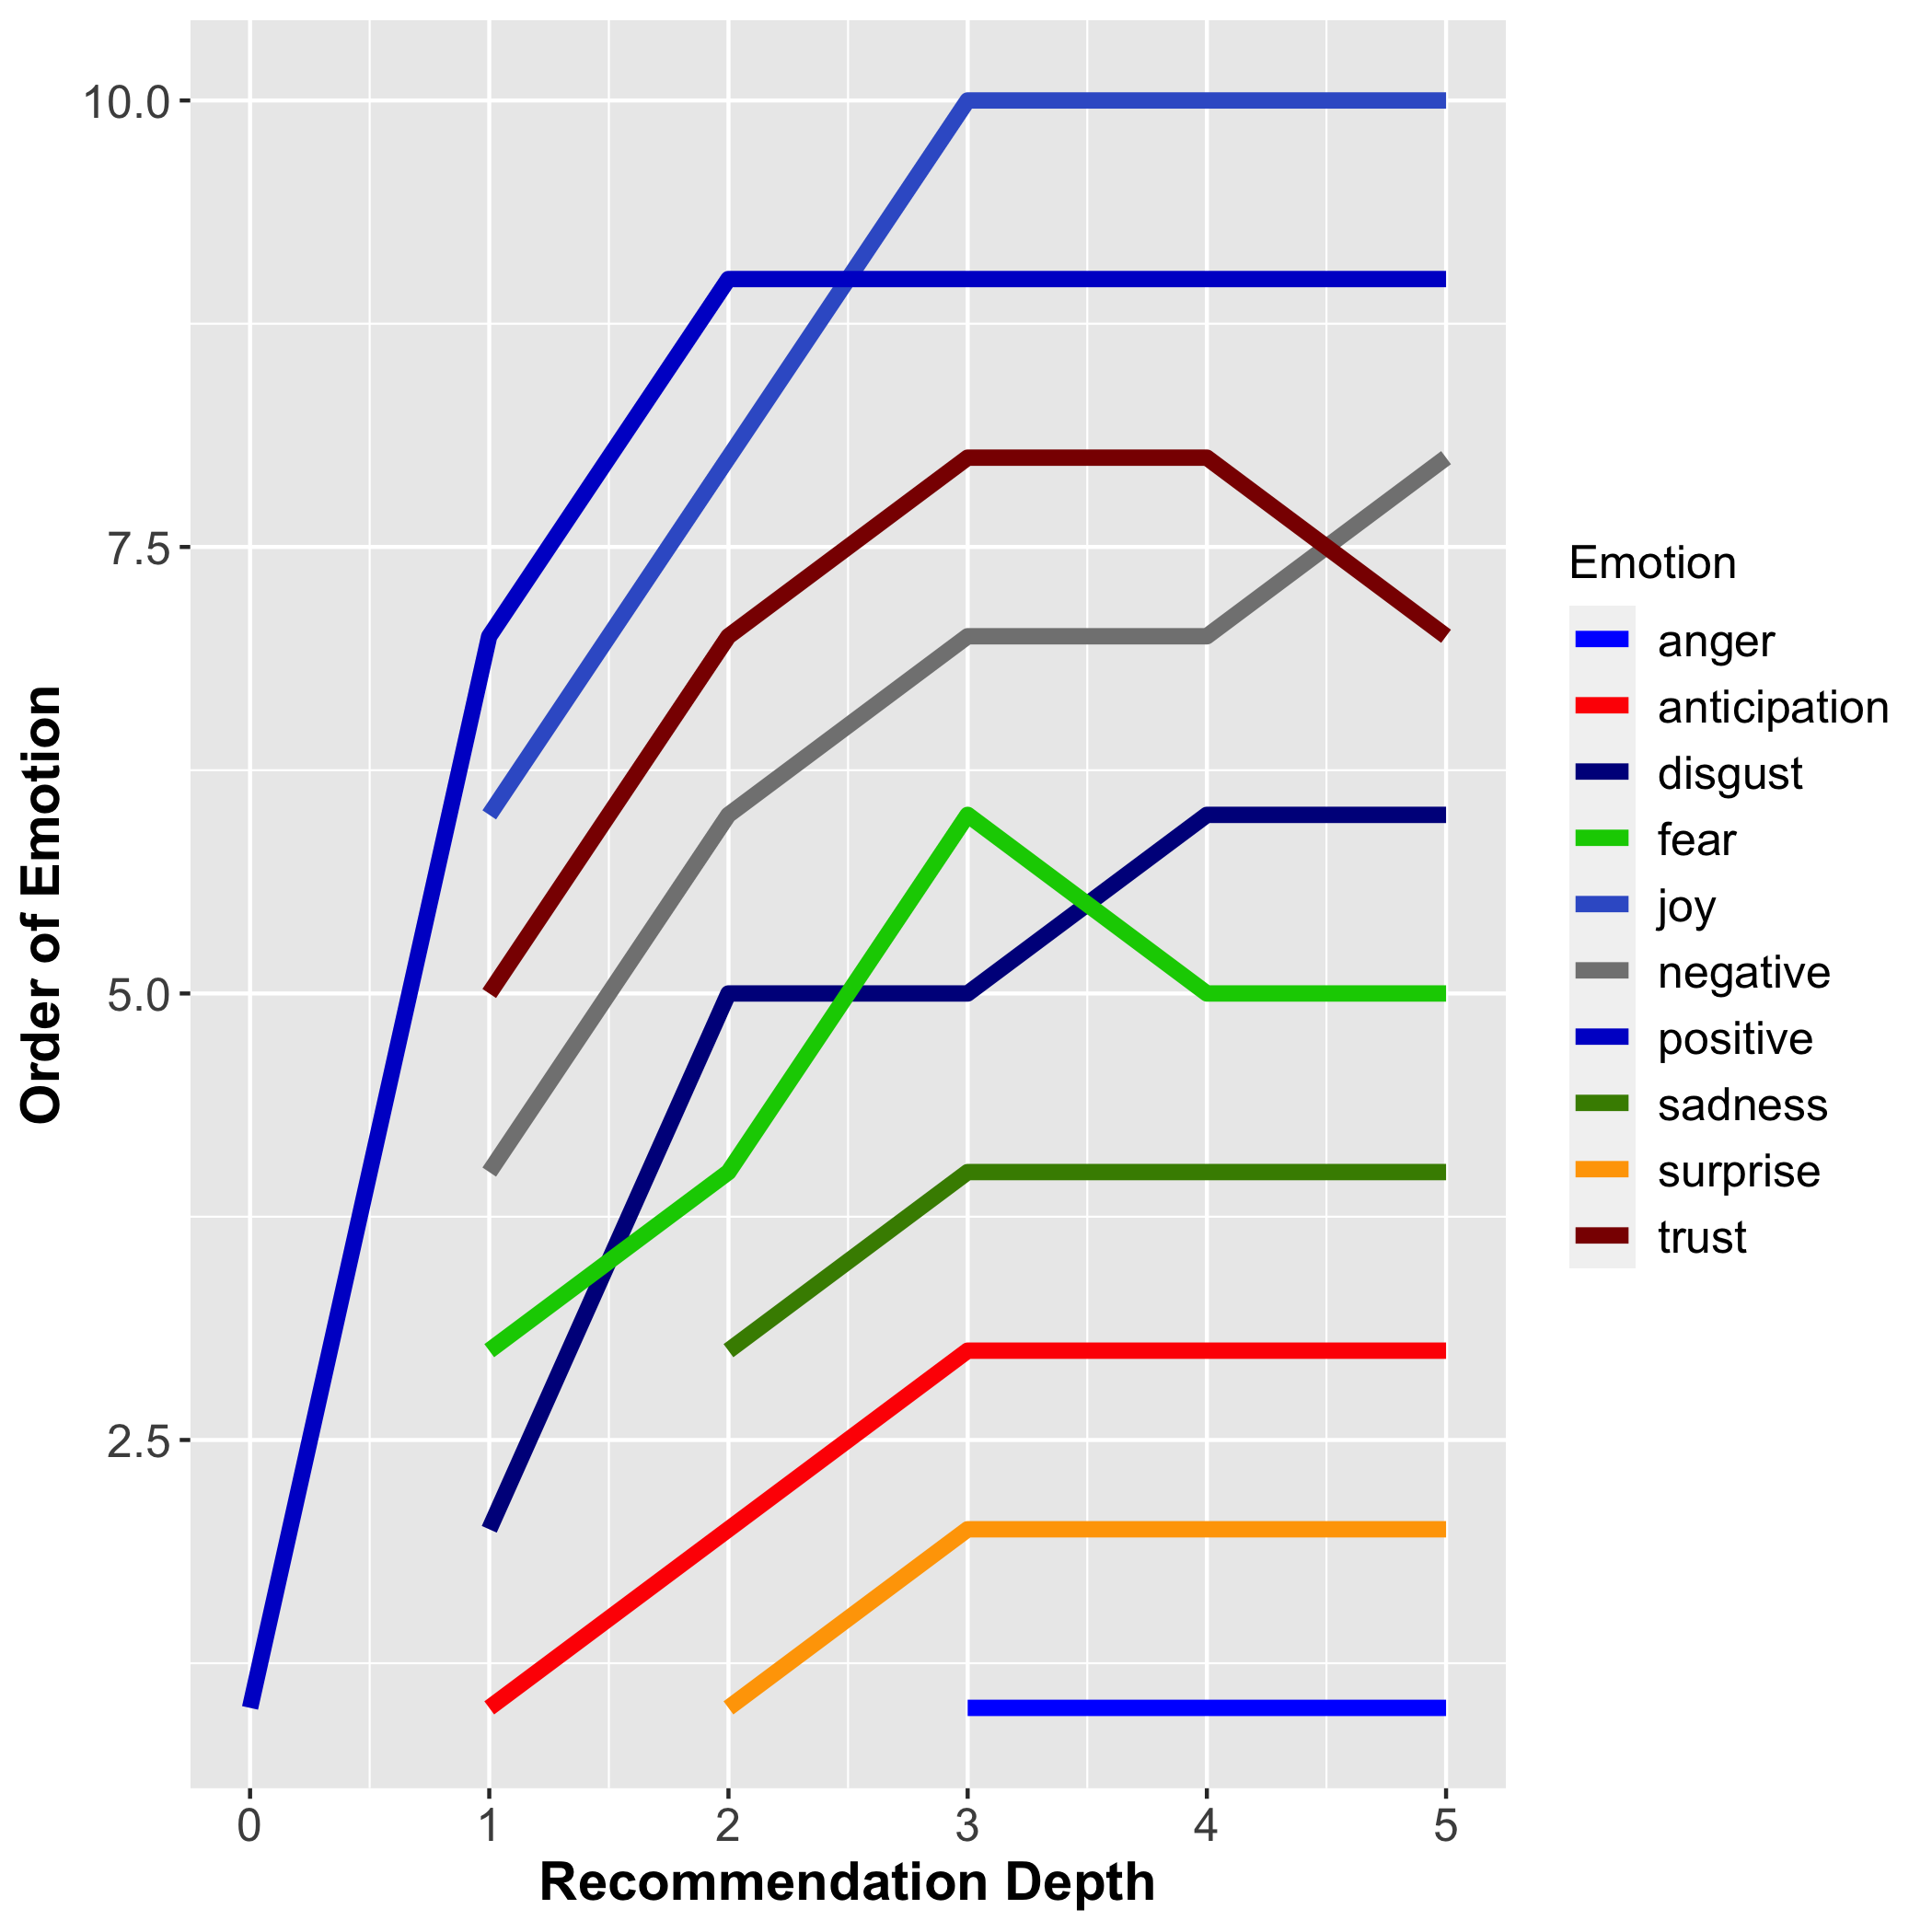 10.0
7.5
5.0
2.5
Order of Emotion
0 1 2 3 4 5
Recommendation Depth
Emotion
anger
anticipation
disgust
fear
joy
negative
positive
sadness
surprise
trust